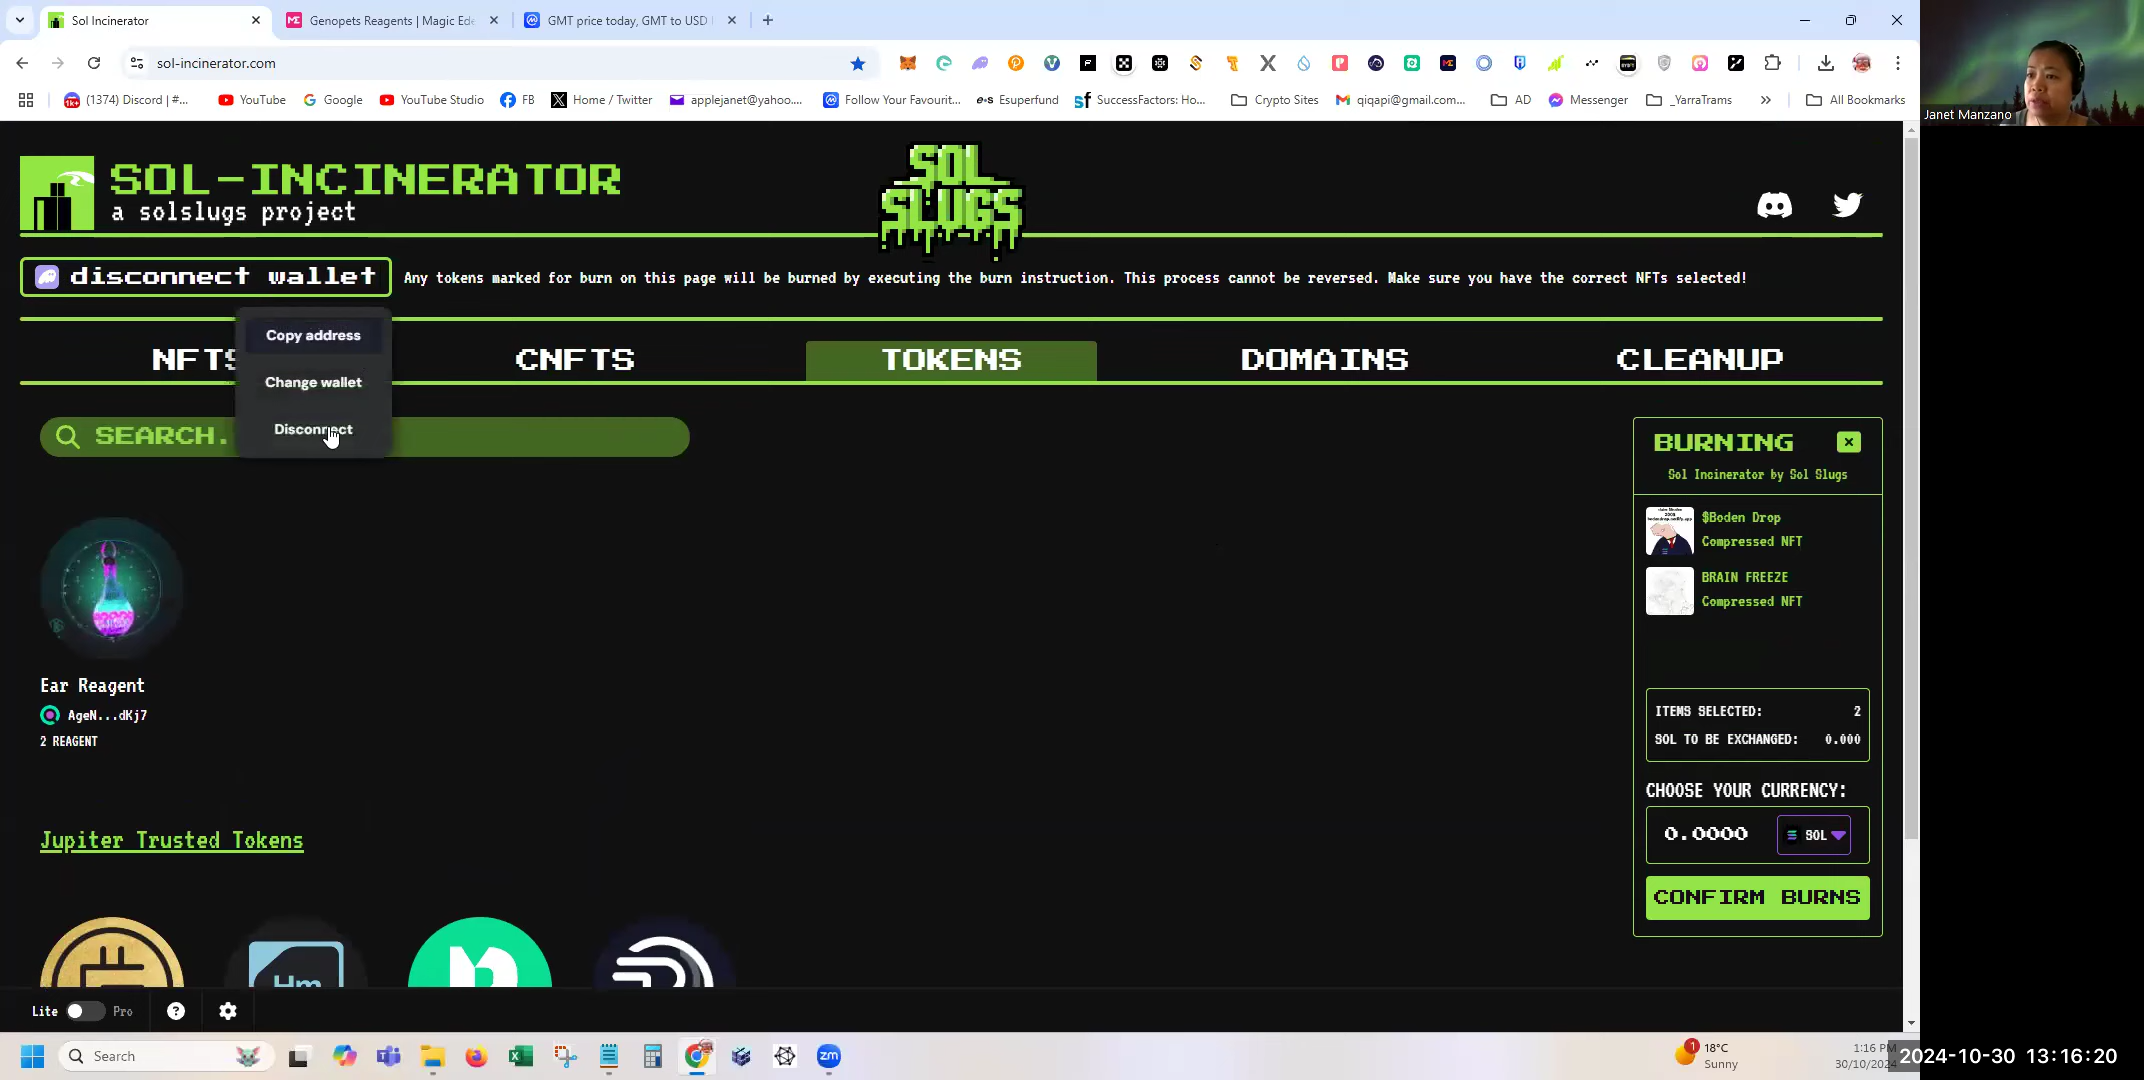 Sol Incinerator
Genopets Reagents | Magic Ede
GMT price today, GMT to USD
sol-incinerator.com
(1374) Discord | #...
YouTube
Google
YouTube Studio
FB
Home / Twitter
applejanet@yahoo....
Follow Your Favourit...
Esuperfund
SuccessFactors: Ho...
Crypto Sites
qiqapi@gmail.com...
AD
Messenger
_YarraTrams
All Bookmarks
Janet Manzano
SOL-INCINERATOR
a solslugs project
SOL
SLUGS
disconnect wallet
Any tokens marked for burn on this page will be burned by executing the burn instruction. This process cannot be reversed. Make sure you have the correct NFTs selected!
Copy address
Change wallet
Disconnect
NFTS
CNFTS
TOKENS
DOMAINS
CLEANUP
SEARCH.
BURNING
Sol Incinerator by Sol Slugs
$Boden Drop
Compressed NFT
BRAIN FREEZE
Compressed NFT
Ear Reagent
AgeN...dKj7
2 REAGENT
ITEMS SELECTED: 2
SOL TO BE EXCHANGED: 0.000
CHOOSE YOUR CURRENCY:
0.0000
SOL
CONFIRM BURNS
Jupiter Trusted Tokens
Hm
Lite
Pro
Search
zm
1
18°C
Sunny
1:16 PM
30/10/2024
2024-10-30 13:16:20